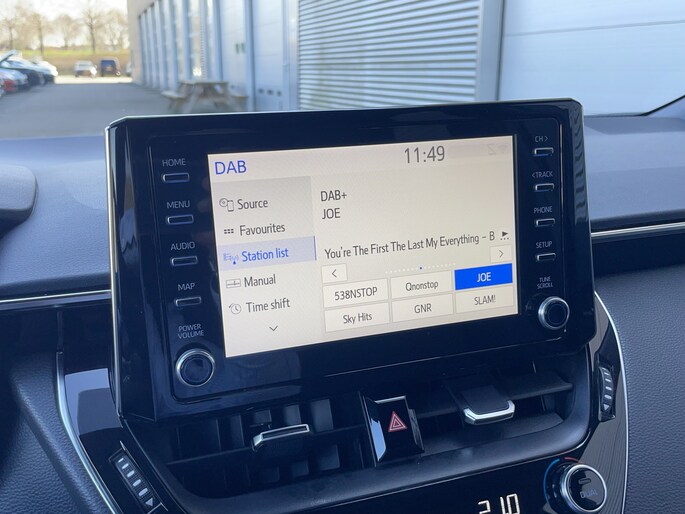 DAB
11:49
HOME
MENU
AUDIO
MAP
POWER
VOLUME
Source
Favourites
Station list
Manual
Time shift
DAB+
JOE
You're The First The Last My Everything – B
538NSTOP
Qnonstop
JOE
Sky Hits
GNR
SLAM!
CH >
< TRACK
PHONE
SETUP
TUNE
SCROLL
DUAL